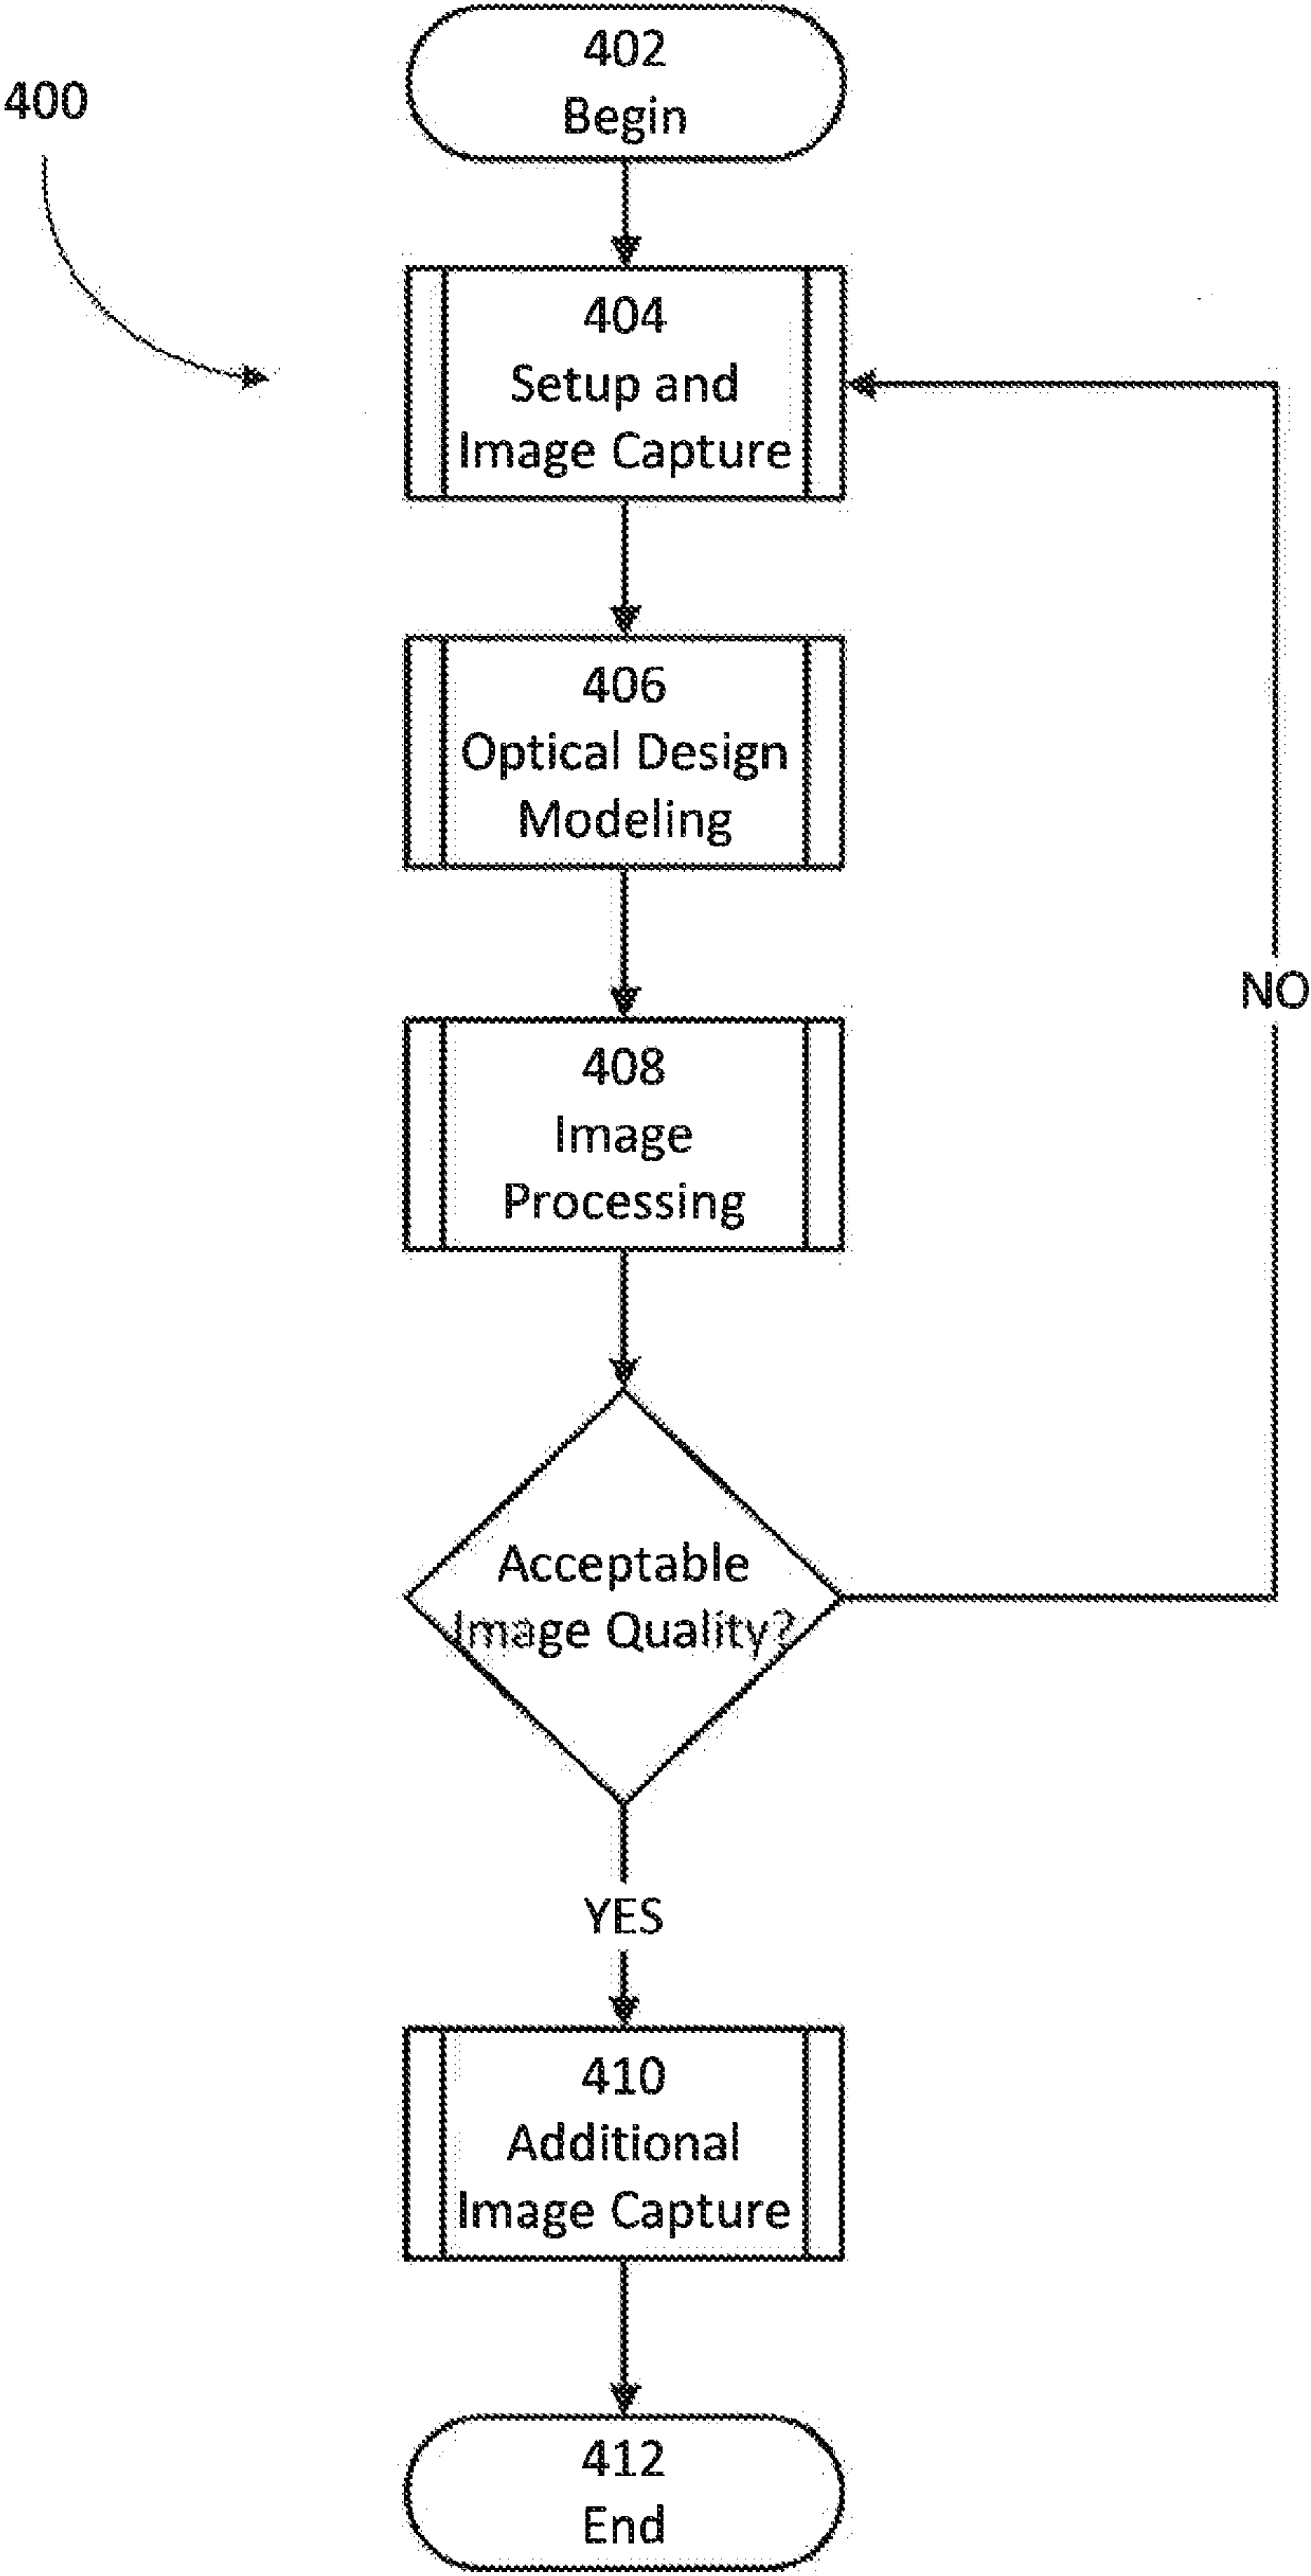 400
402
Begin
404
Setup and
Image Capture
406
Optical Design
Modeling
408
Image
Processing
NO
Acceptable
Image Quality?
YES
410
Additional
Image Capture
412
End